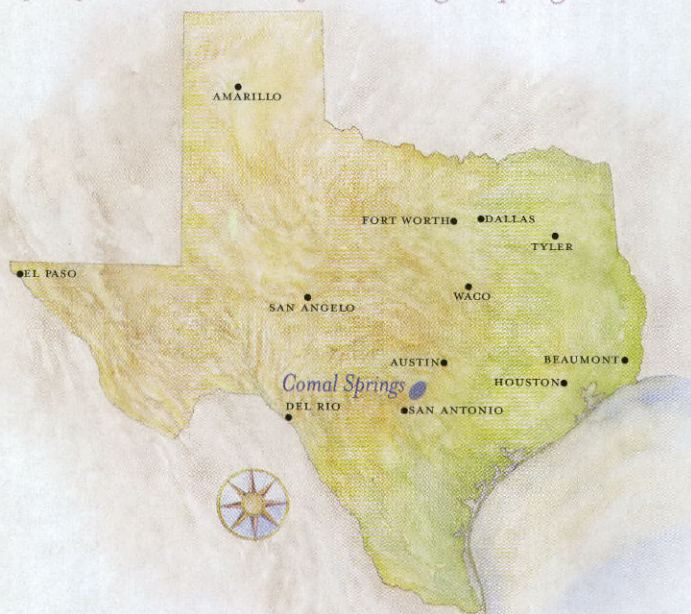 AMARILLO
FORT WORTH
DALLAS
TYLER
EL PASO
SAN ANGELO
WACO
AUSTIN
BEAUMONT
Comal Springs
HOUSTON
DEL RIO
SAN ANTONIO